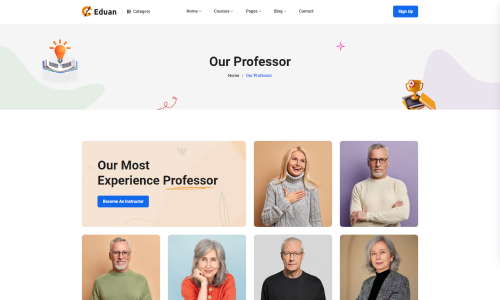 Eduan
Category
Home
Courses
Pages
Blog
Contact
Sign Up
Our Professor
Home / Our Professor
Our Most
Experience Professor
Become An Instructor